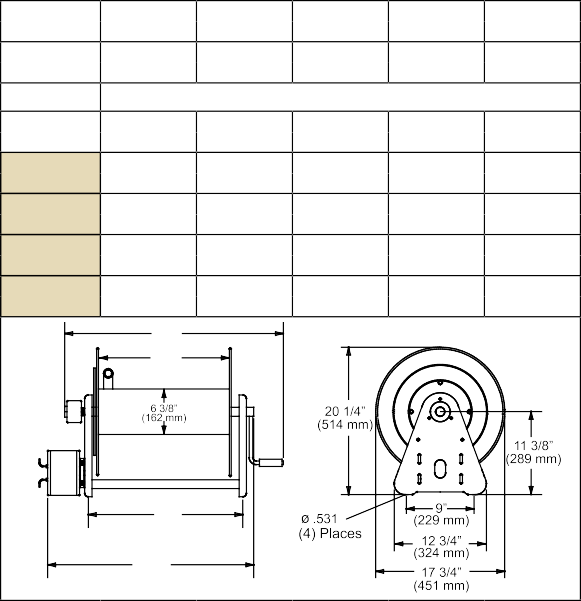 6 3/8”
(162 mm)
20 1/4”
(514 mm)
11 3/8”
(289 mm)
9”
(229 mm)
ø .531
(4) Places
12 3/4”
(324 mm)
17 3/4”
(451 mm)